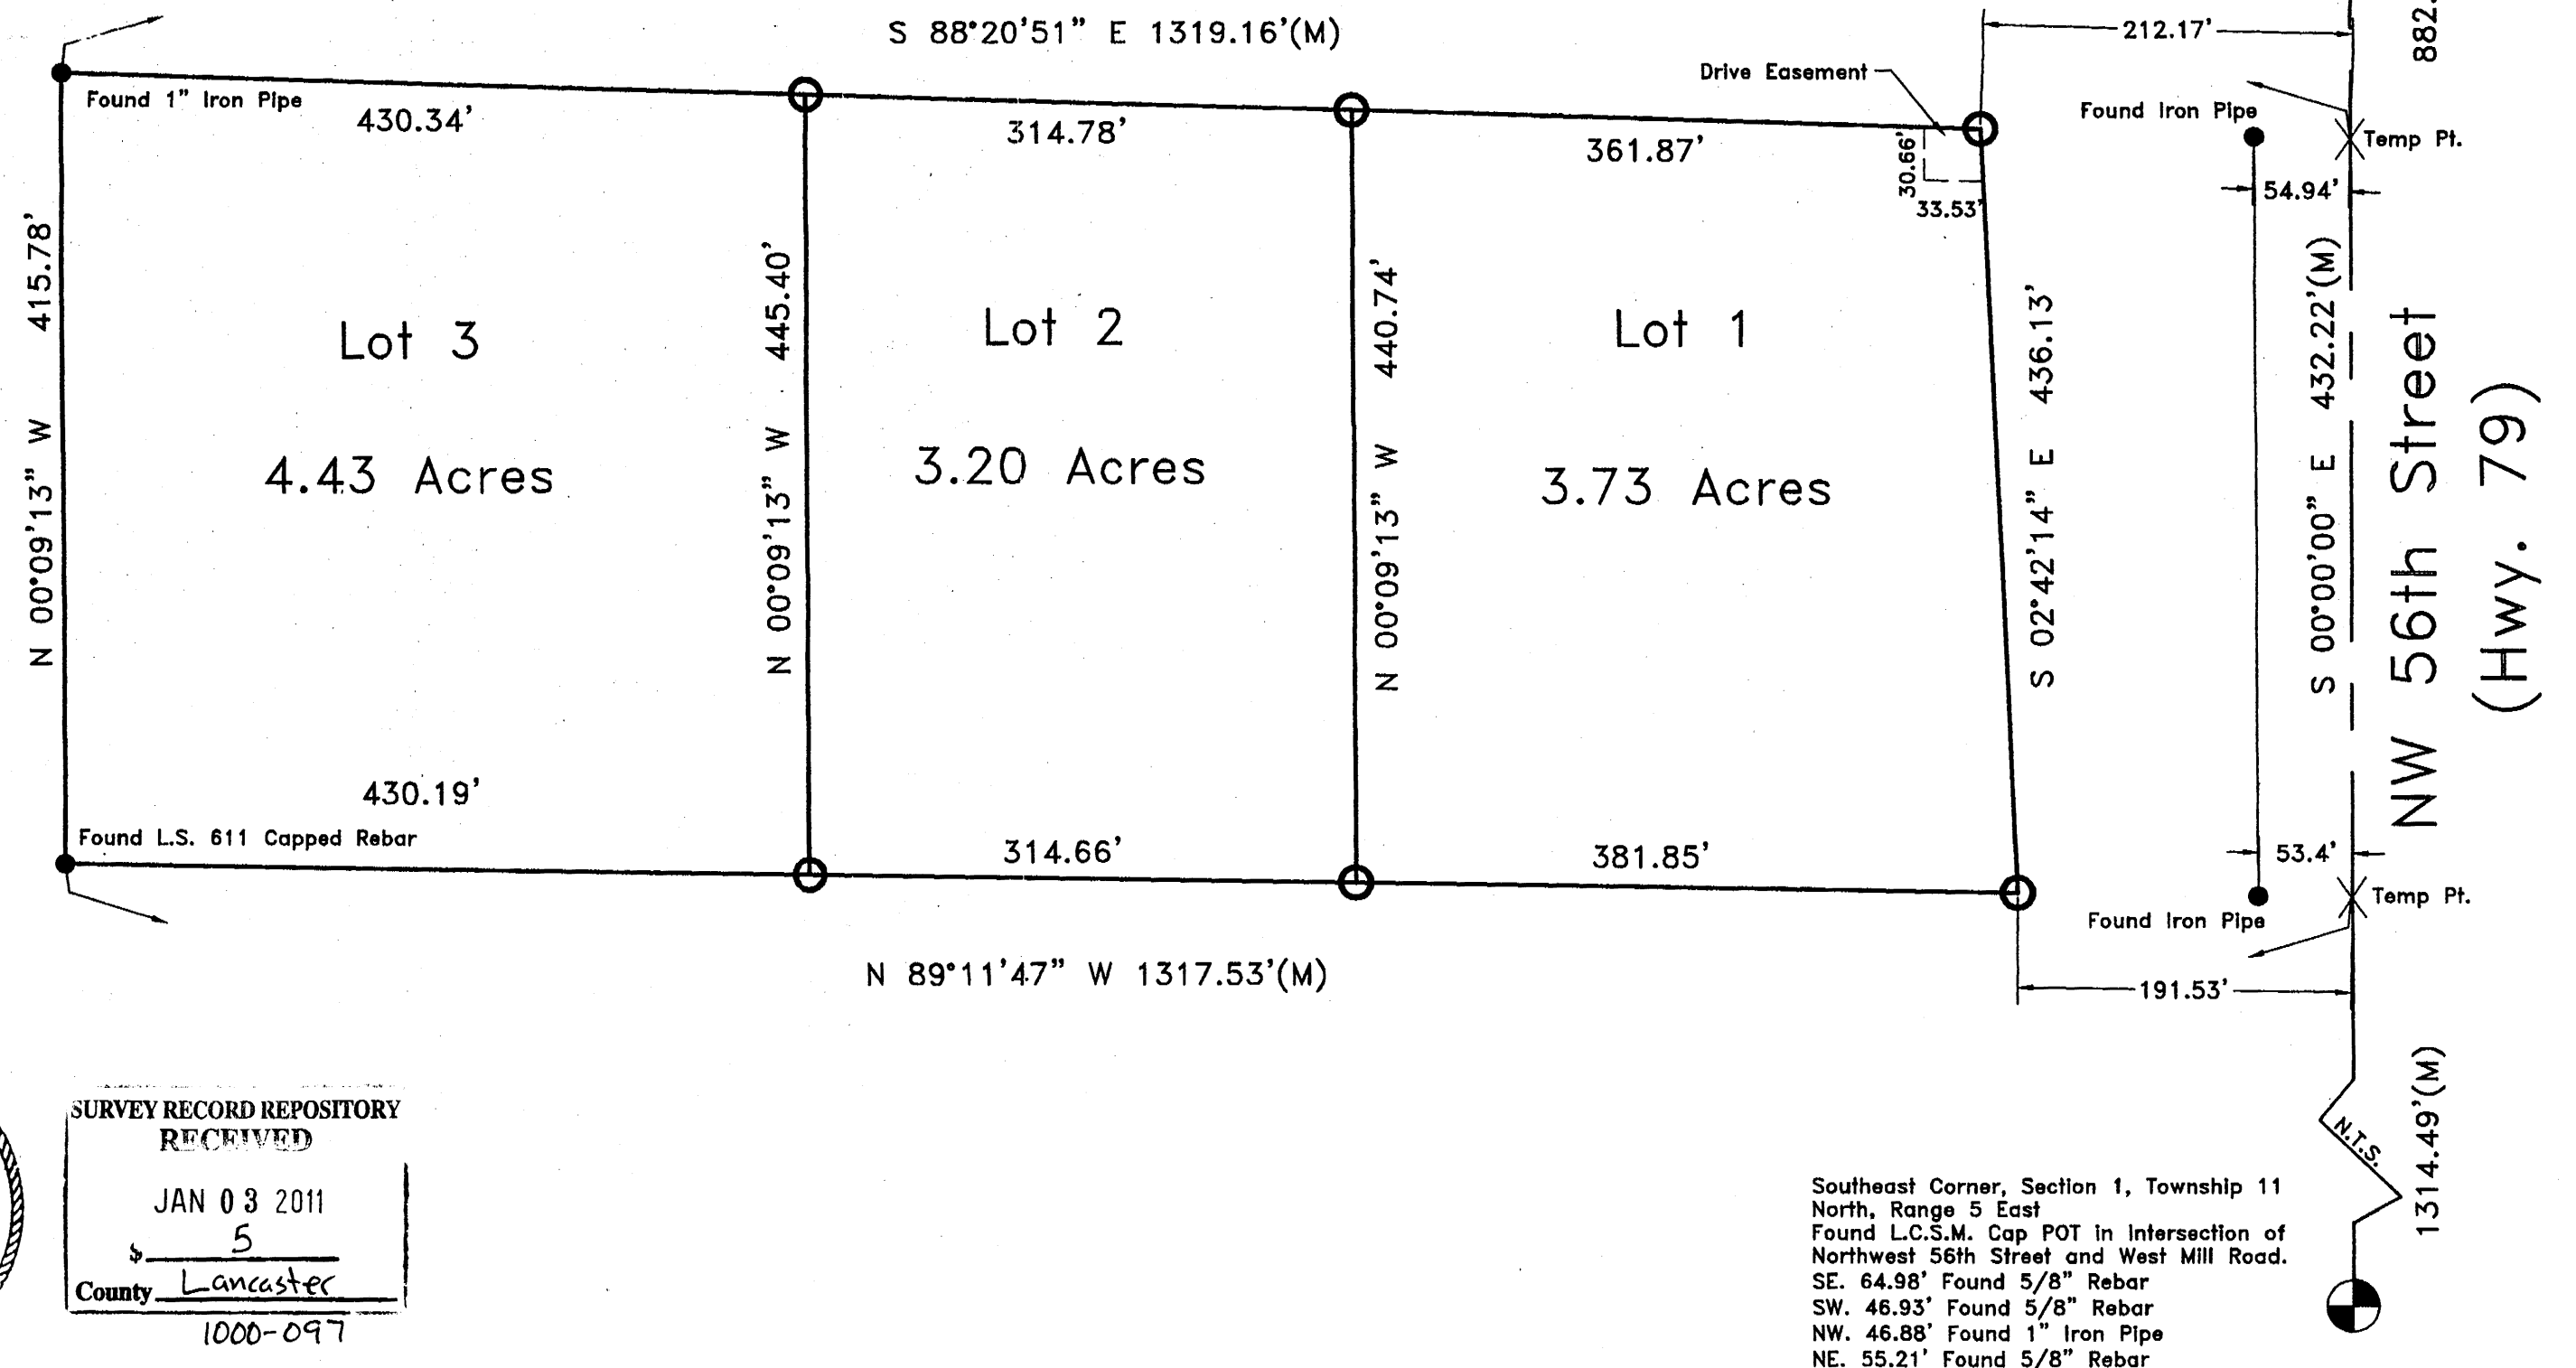 S 88°20'51" E 1319.16'(M)
212.17'
882.
Drive Easement
Found 1" Iron Pipe
430.34'
314.78'
361.87'
30.66'
33.53'
Found Iron Pipe
Temp Pt.
54.94'
N 00°09'13" W 415.78'
Lot 3
4.43 Acres
N 00°09'13" W 445.40'
Lot 2
3.20 Acres
N 00°09'13" W 440.74'
Lot 1
3.73 Acres
S 02°42'14" E 436.13'
S 00°00'00" E 432.22'(M)
NW 56th Street
(Hwy. 79)
430.19'
Found L.S. 611 Capped Rebar
314.66'
381.85'
53.4'
Temp Pt.
Found Iron Pipe
N 89°11'47" W 1317.53'(M)
191.53'
1314.49'(M)
N.T.S.
SURVEY RECORD REPOSITORY
RECEIVED
JAN 03 2011
$ 5
County Lancaster
1000-097
Southeast Corner, Section 1, Township 11
North, Range 5 East
Found L.C.S.M. Cap POT in Intersection of
Northwest 56th Street and West Mill Road.
SE. 64.98' Found 5/8" Rebar
SW. 46.93' Found 5/8" Rebar
NW. 46.88' Found 1" Iron Pipe
NE. 55.21' Found 5/8" Rebar